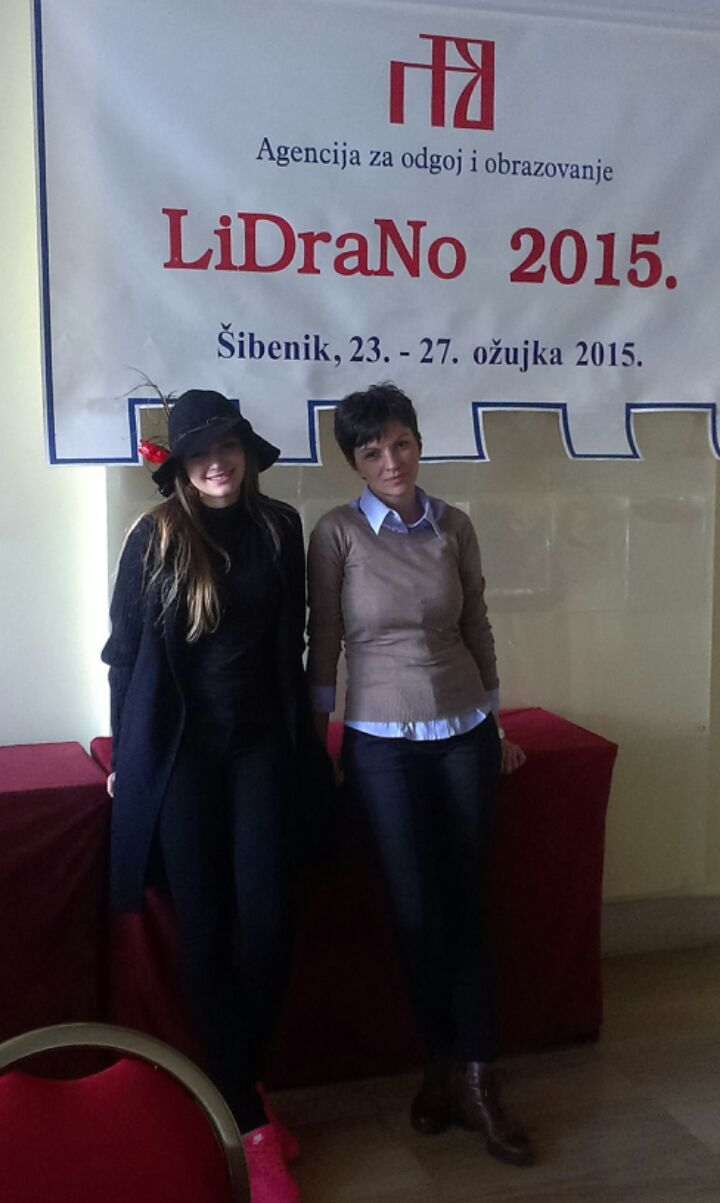 Agencija za odgoj i obrazovanje
LiDraNo 2015.
Šibenik, 23. - 27. ožujka 2015.